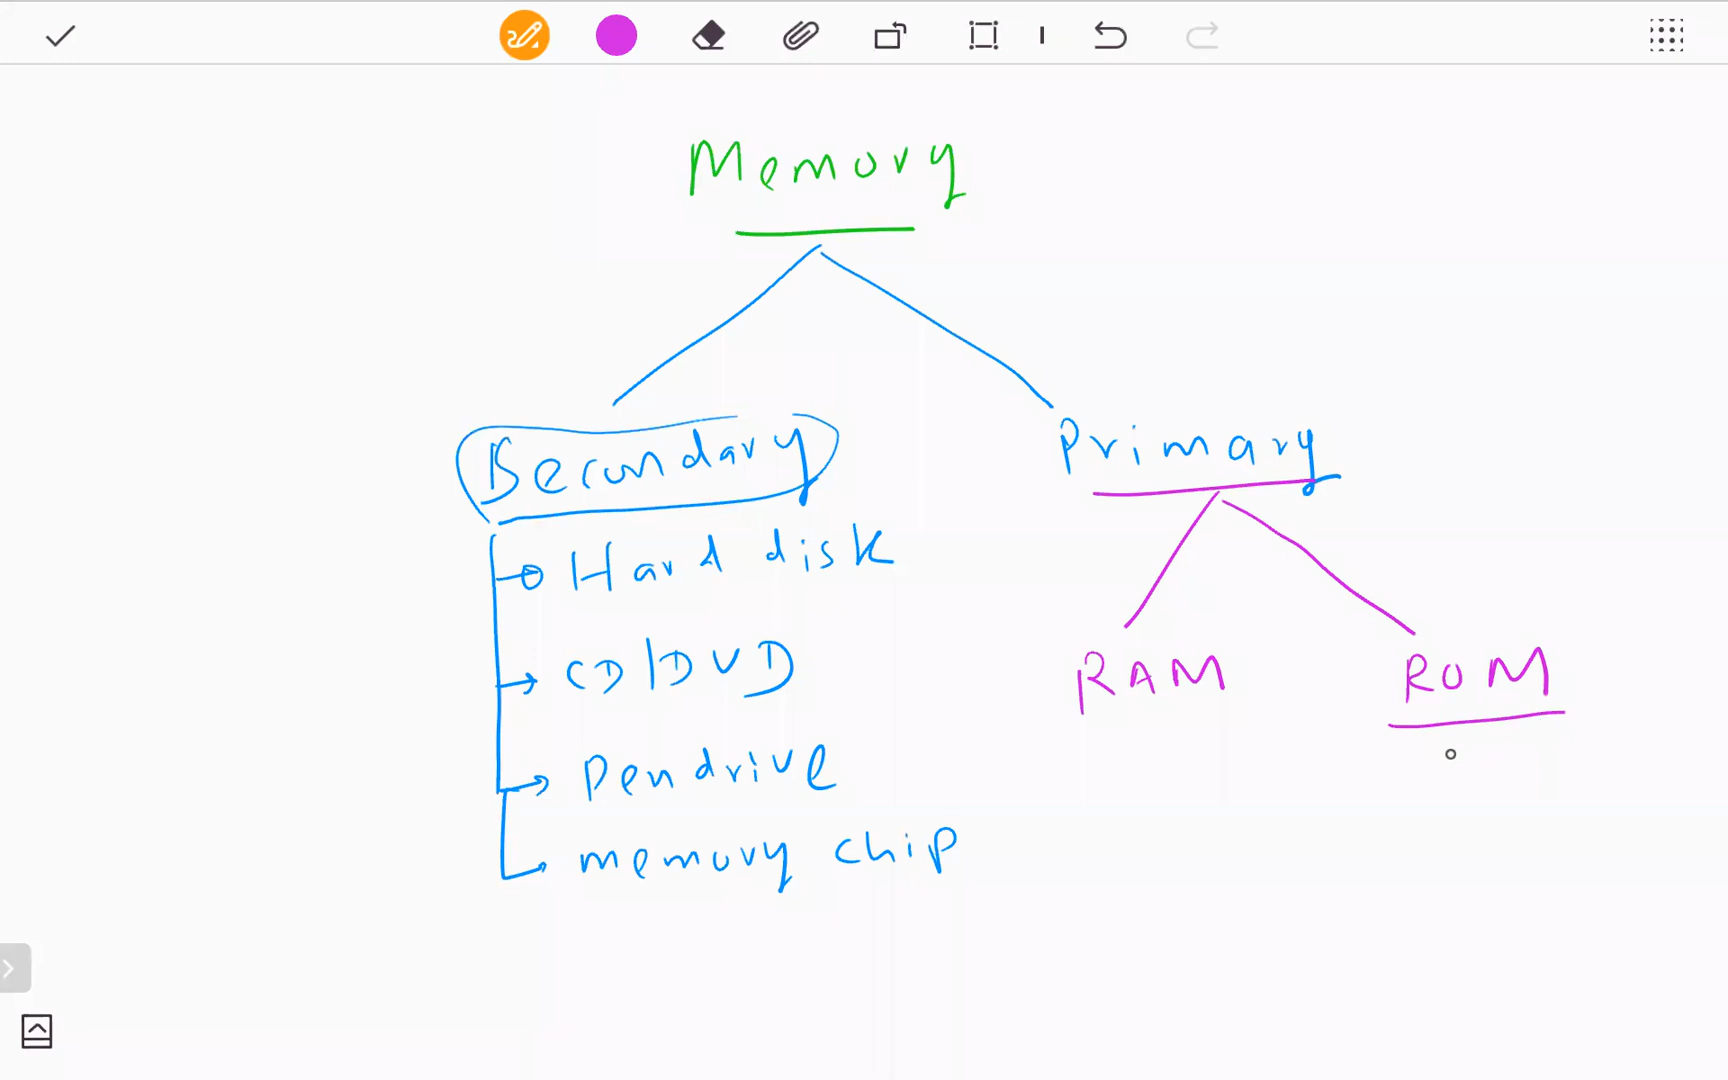 Memory
Secondary
Primary
Hard disk
CD/DVD
RAM
ROM
Pendrive
memory chip